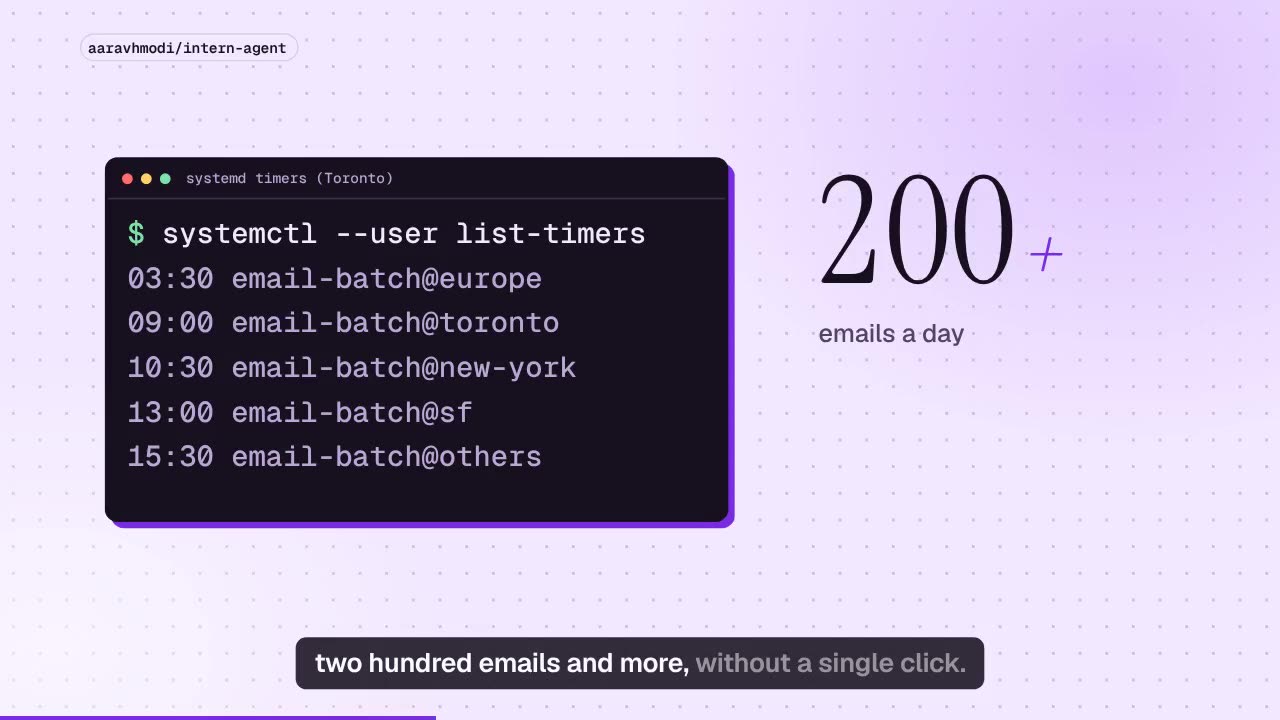 aaravhmodi/intern-agent
systemd timers (Toronto)
$ systemctl --user list-timers
03:30 email-batch@europe
09:00 email-batch@toronto
10:30 email-batch@new-york
13:00 email-batch@sf
15:30 email-batch@others
200+
emails a day
two hundred emails and more, without a single click.